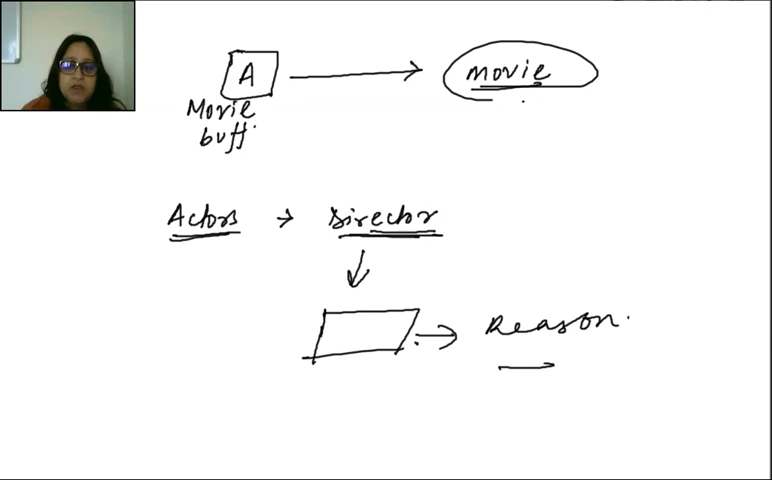 A
movie
Movie
buff
Actors → Director
Reason.